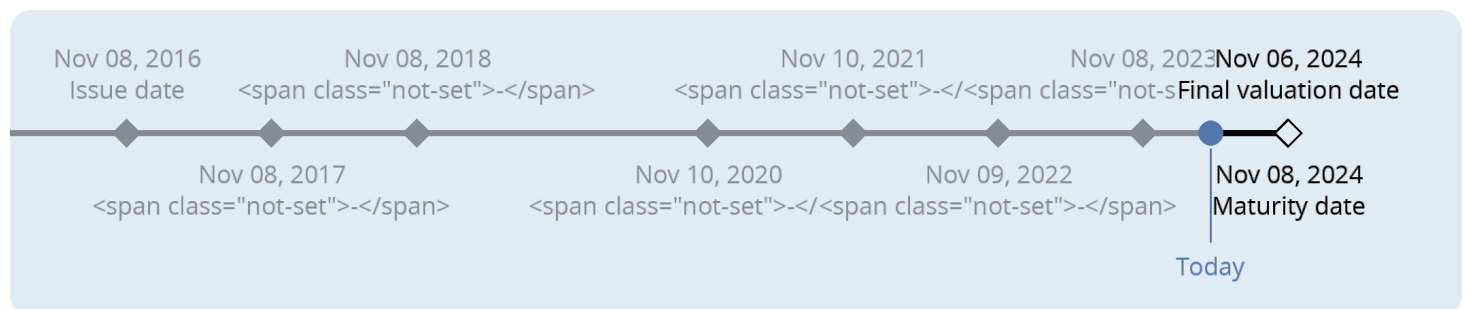 Nov 08, 2016
Issue date
Nov 08, 2018
<span class="not-set">-</span>
Nov 10, 2021
<span class="not-set">-</
Nov 08, 2023
<span class="not-s
Nov 06, 2024
Final valuation date
Nov 08, 2017
<span class="not-set">-</span>
Nov 10, 2020
<span class="not-set">-</
Nov 09, 2022
<span class="not-set">-</span>
Nov 08, 2024
Maturity date
Today